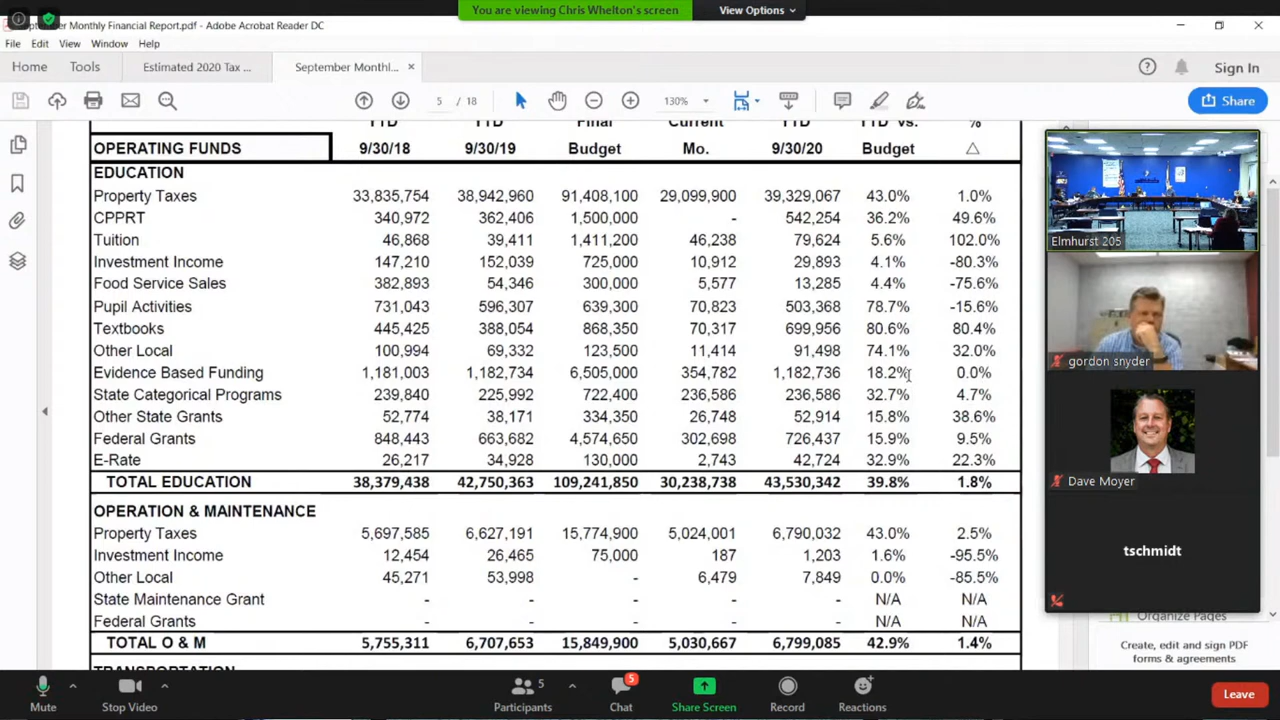 You are viewing Chris Whelton's screen
View Options
September Monthly Financial Report.pdf - Adobe Acrobat Reader DC
File Edit View Window Help
Home Tools Estimated 2020 Tax ... September Monthl... ×
Sign In
5 / 18 130% Share
YTD YTD Final Current YTD YTD vs. %
OPERATING FUNDS 9/30/18 9/30/19 Budget Mo. 9/30/20 Budget △
EDUCATION
Property Taxes 33,835,754 38,942,960 91,408,100 29,099,900 39,329,067 43.0% 1.0%
CPPRT 340,972 362,406 1,500,000 - 542,254 36.2% 49.6%
Tuition 46,868 39,411 1,411,200 46,238 79,624 5.6% 102.0%
Investment Income 147,210 152,039 725,000 10,912 29,893 4.1% -80.3%
Food Service Sales 382,893 54,346 300,000 5,577 13,285 4.4% -75.6%
Pupil Activities 731,043 596,307 639,300 70,823 503,368 78.7% -15.6%
Textbooks 445,425 388,054 868,350 70,317 699,956 80.6% 80.4%
Other Local 100,994 69,332 123,500 11,414 91,498 74.1% 32.0%
Evidence Based Funding 1,181,003 1,182,734 6,505,000 354,782 1,182,736 18.2% 0.0%
State Categorical Programs 239,840 225,992 722,400 236,586 236,586 32.7% 4.7%
Other State Grants 52,774 38,171 334,350 26,748 52,914 15.8% 38.6%
Federal Grants 848,443 663,682 4,574,650 302,698 726,437 15.9% 9.5%
E-Rate 26,217 34,928 130,000 2,743 42,724 32.9% 22.3%
TOTAL EDUCATION 38,379,438 42,750,363 109,241,850 30,238,738 43,530,342 39.8% 1.8%
OPERATION & MAINTENANCE
Property Taxes 5,697,585 6,627,191 15,774,900 5,024,001 6,790,032 43.0% 2.5%
Investment Income 12,454 26,465 75,000 187 1,203 1.6% -95.5%
Other Local 45,271 53,998 - 6,479 7,849 0.0% -85.5%
State Maintenance Grant - - - - - N/A N/A
Federal Grants - - - - - N/A N/A
TOTAL O & M 5,755,311 6,707,653 15,849,900 5,030,667 6,799,085 42.9% 1.4%
TRANSPORTATION
Elmhurst 205
gordon snyder
Dave Moyer
tschmidt
Organize Pages
Create, edit and sign PDF
forms & agreements
Mute Stop Video Participants 5 Chat 5 Share Screen Record Reactions Leave